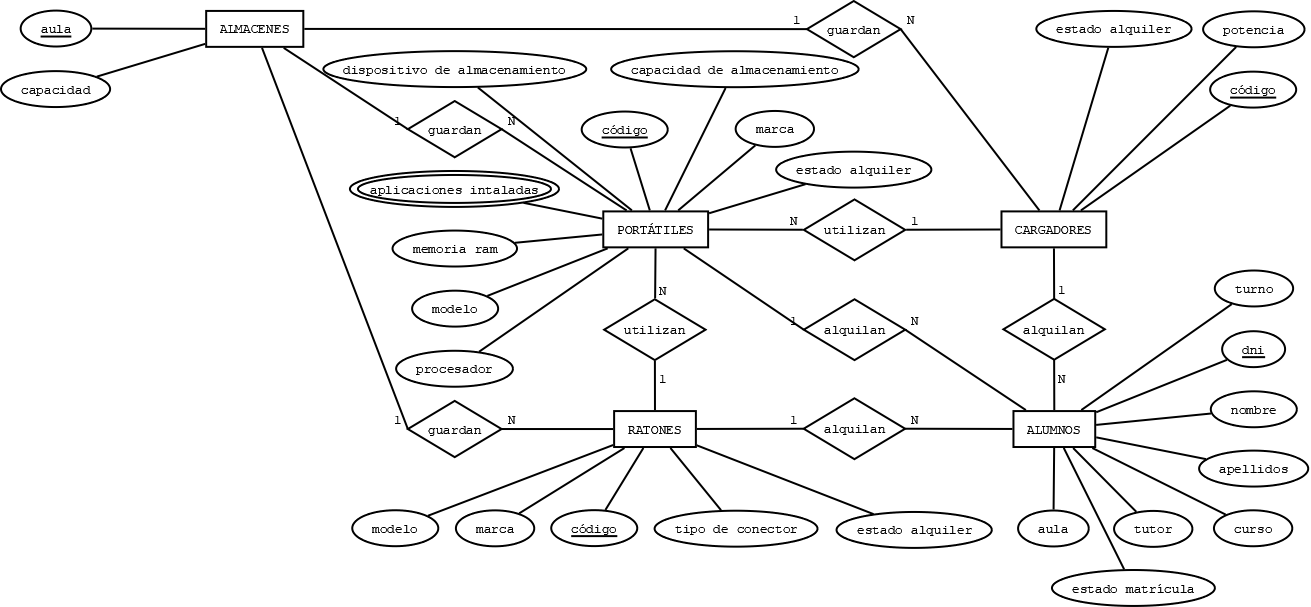 aula
ALMACENES
1
guardan
N
estado alquiler
potencia
capacidad
dispositivo de almacenamiento
capacidad de almacenamiento
código
1
guardan
N
código
marca
estado alquiler
aplicaciones intaladas
PORTÁTILES
N
utilizan
1
CARGADORES
memoria ram
modelo
N
1
turno
utilizan
1
alquilan
N
alquilan
dni
procesador
1
N
nombre
1
guardan
N
RATONES
1
alquilan
N
ALUMNOS
apellidos
modelo
marca
código
tipo de conector
estado alquiler
aula
tutor
curso
estado matrícula